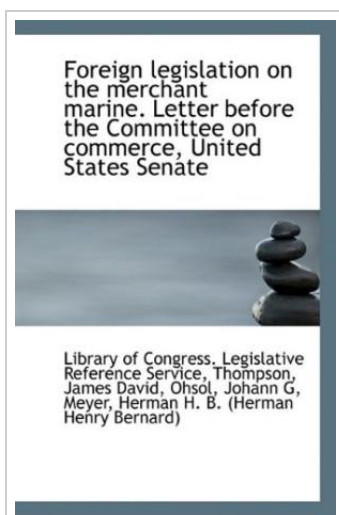 Foreign legislation on
the merchant
marine. Letter before
the Committee on
commerce, United
States Senate
Library of Congress. Legislative
Reference Service, Thompson,
James David, Ohsol, Johann G,
Meyer, Herman H. B. (Herman
Henry Bernard)